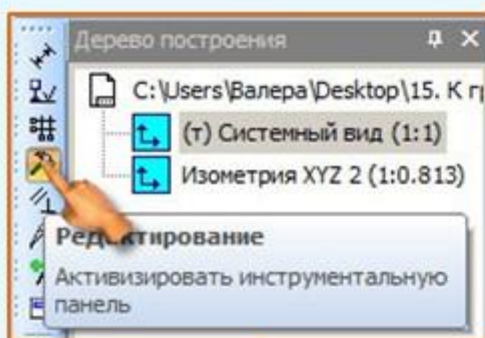 Дерево построения
C:\Users\Валера\Desktop\15. К г
(т) Системный вид (1:1)
Изометрия XYZ 2 (1:0.813)
Редактирование
Активизировать инструментальную
панель